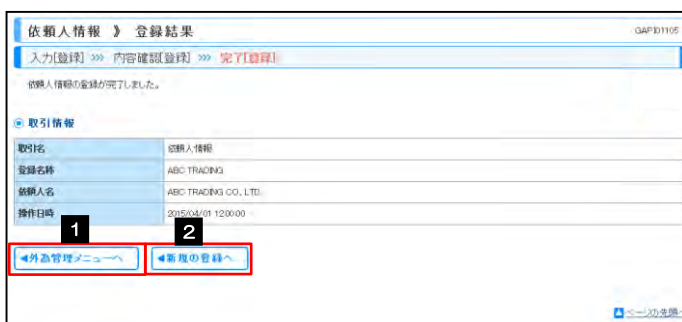 依頼人情報 》 登録結果
GAPID1105
入力[登録] >>> 内容確認[登録] >>> 完了[登録]
依頼人情報の登録が完了しました。
取引情報
取引名 依頼人情報
登録名称 ABC TRADING
依頼人名 ABC TRADING CO., LTD.
操作日時 2015/04/01 12:00:00
1 2
◀外為管理メニューへ ◀新規の登録へ
ページの先頭へ